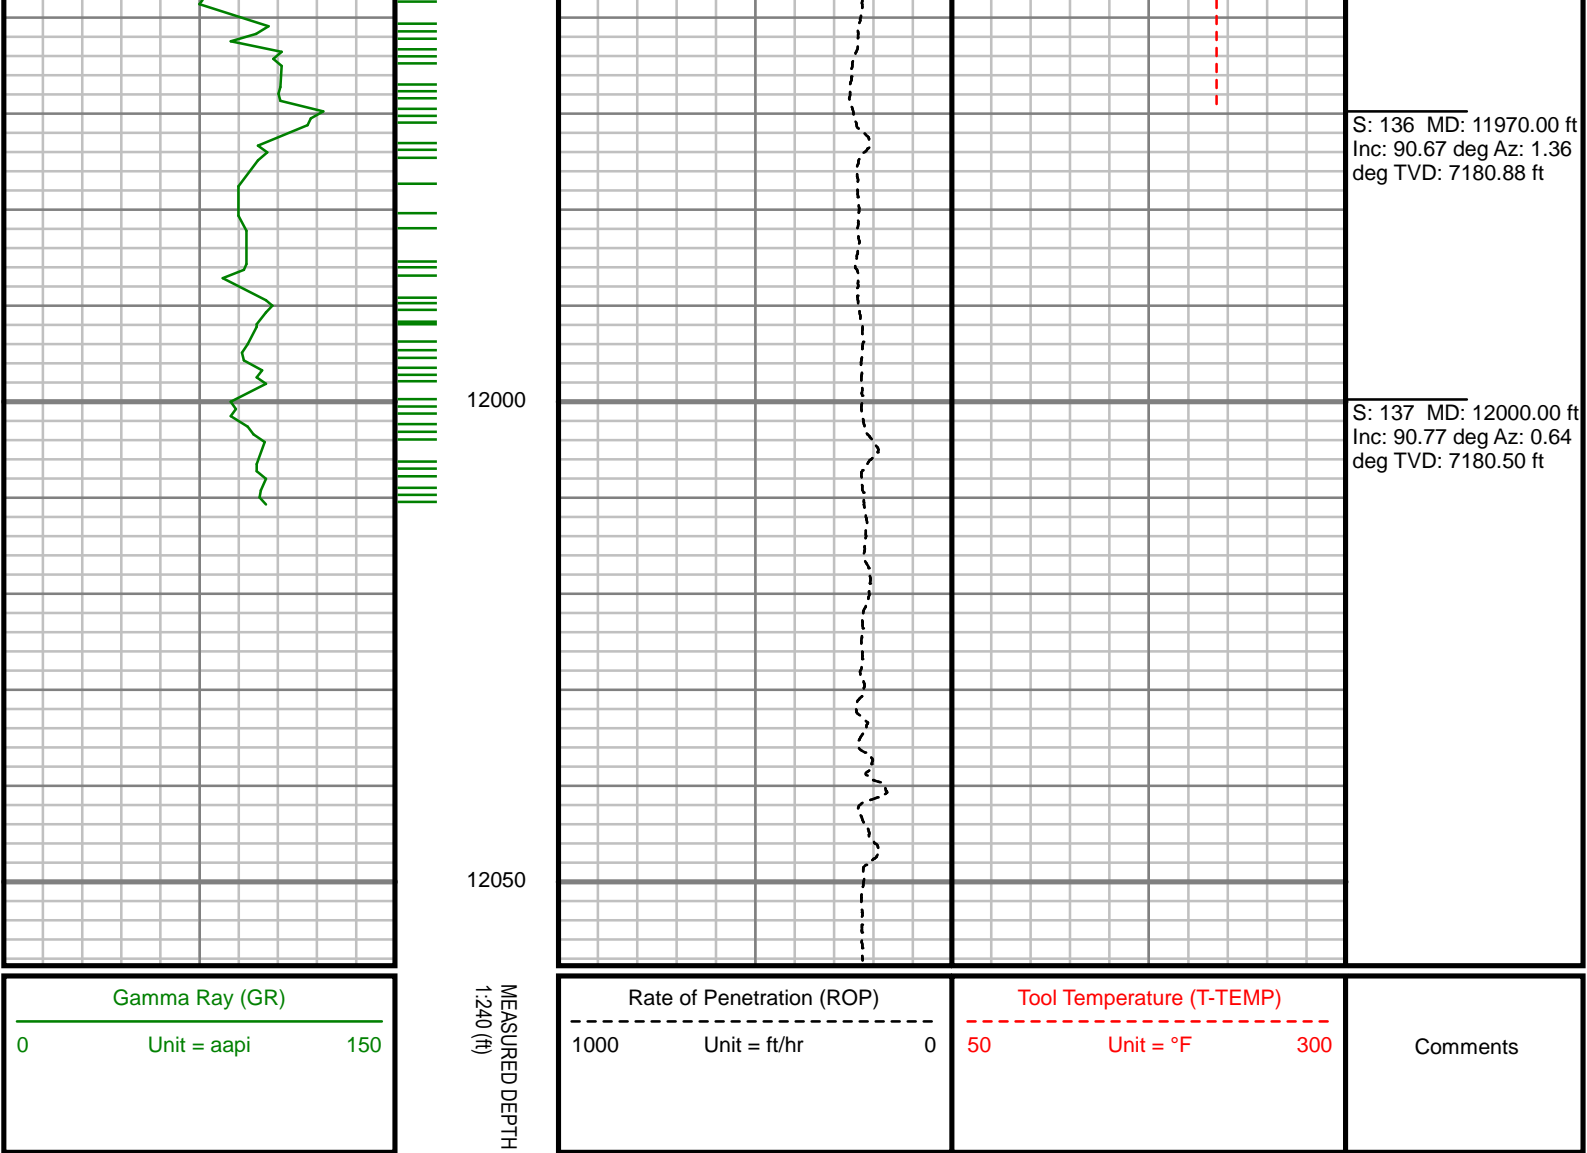 S: 136 MD: 11970.00 ft
Inc: 90.67 deg Az: 1.36
deg TVD: 7180.88 ft
12000
S: 137 MD: 12000.00 ft
Inc: 90.77 deg Az: 0.64
deg TVD: 7180.50 ft
12050
Gamma Ray (GR)
0 Unit = aapi 150
MEASURED DEPTH
1:240 (ft)
Rate of Penetration (ROP)
1000 Unit = ft/hr 0
Tool Temperature (T-TEMP)
50 Unit = °F 300
Comments